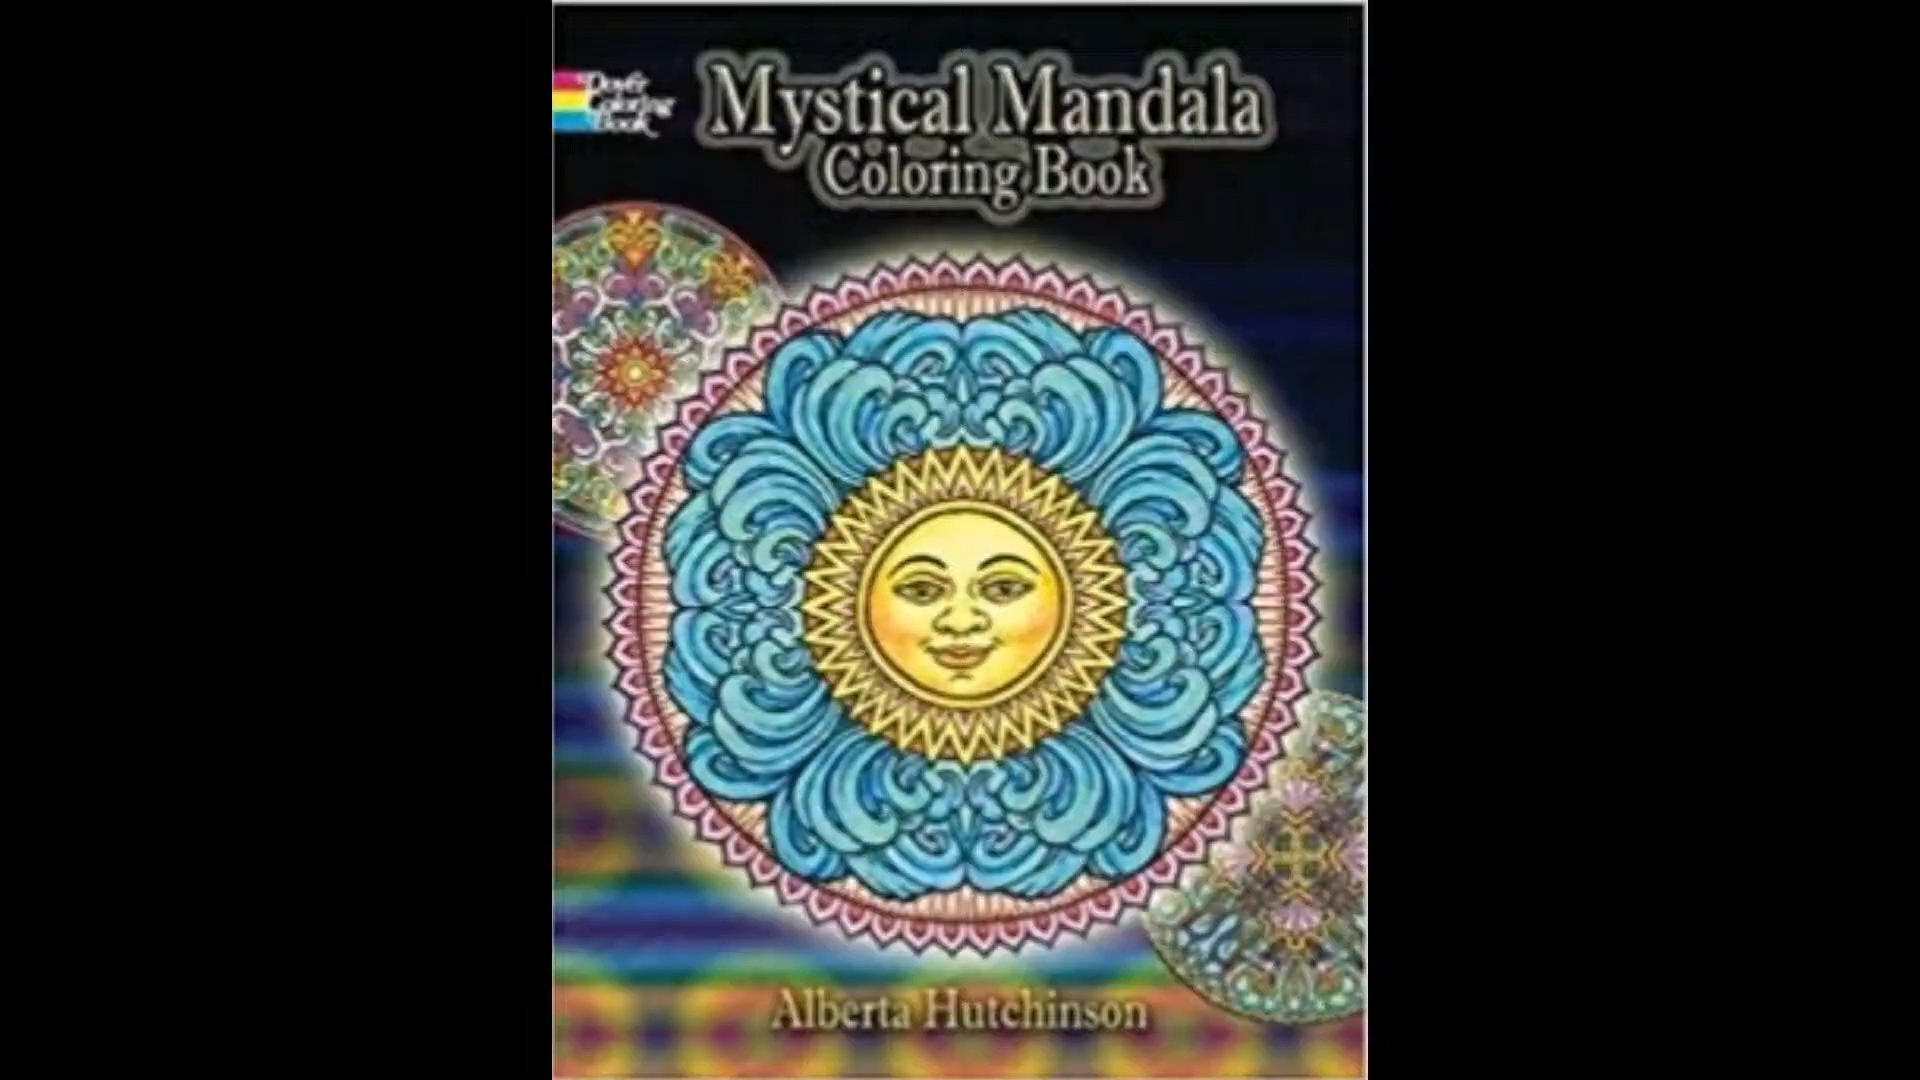 Dover
Coloring
Book
Mystical Mandala
Coloring Book
Alberta Hutchinson